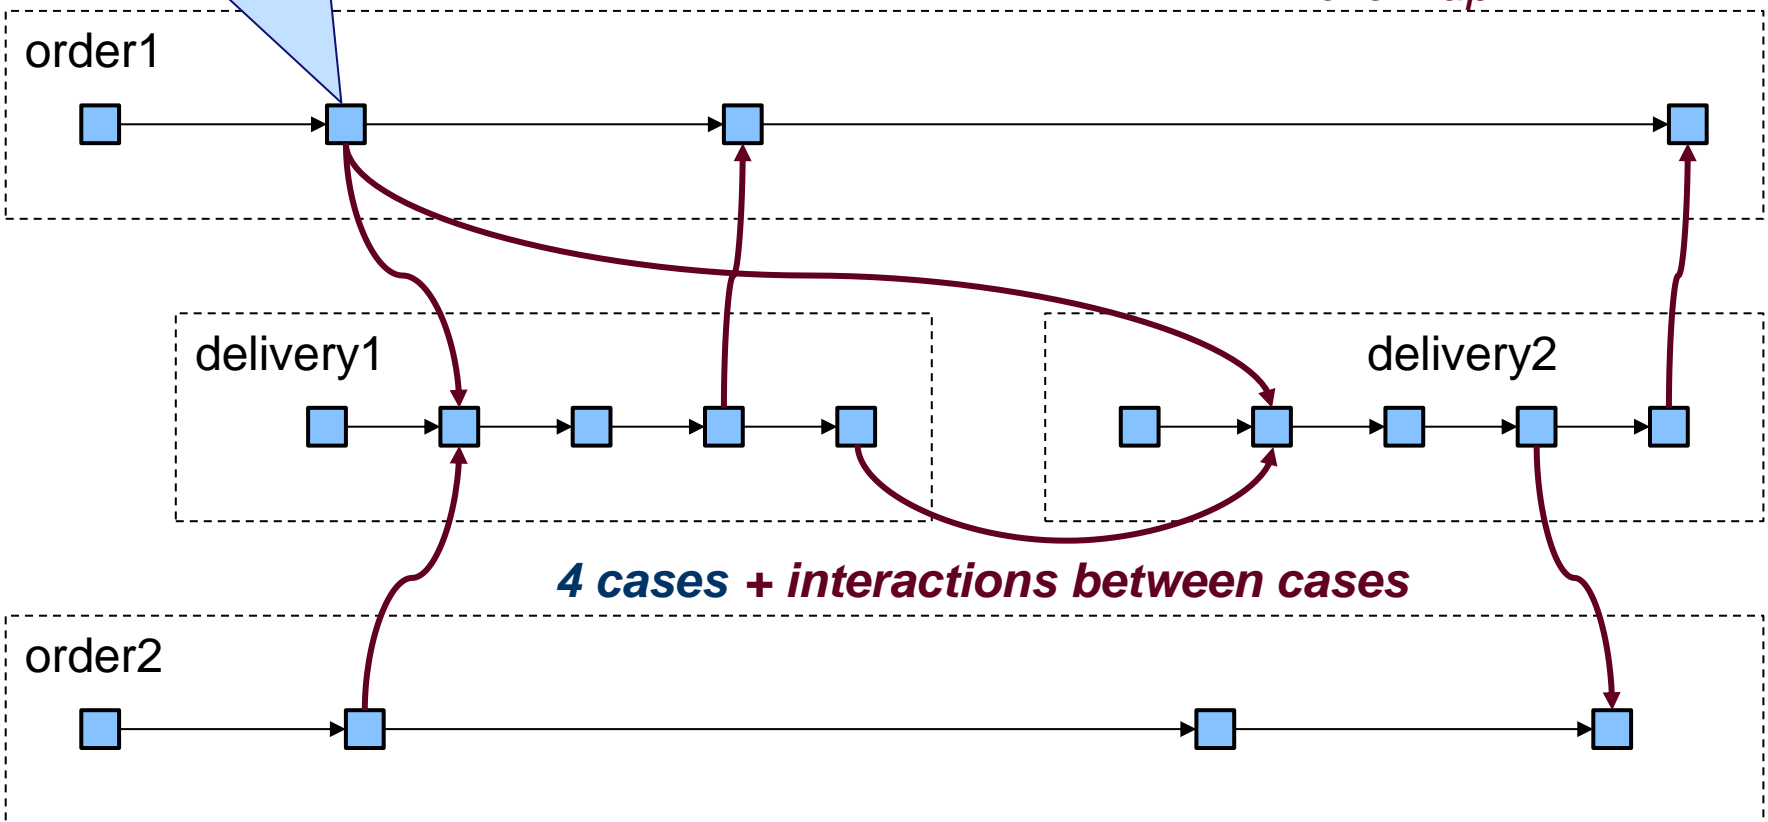 order1
delivery1
delivery2
4 cases + interactions between cases
order2